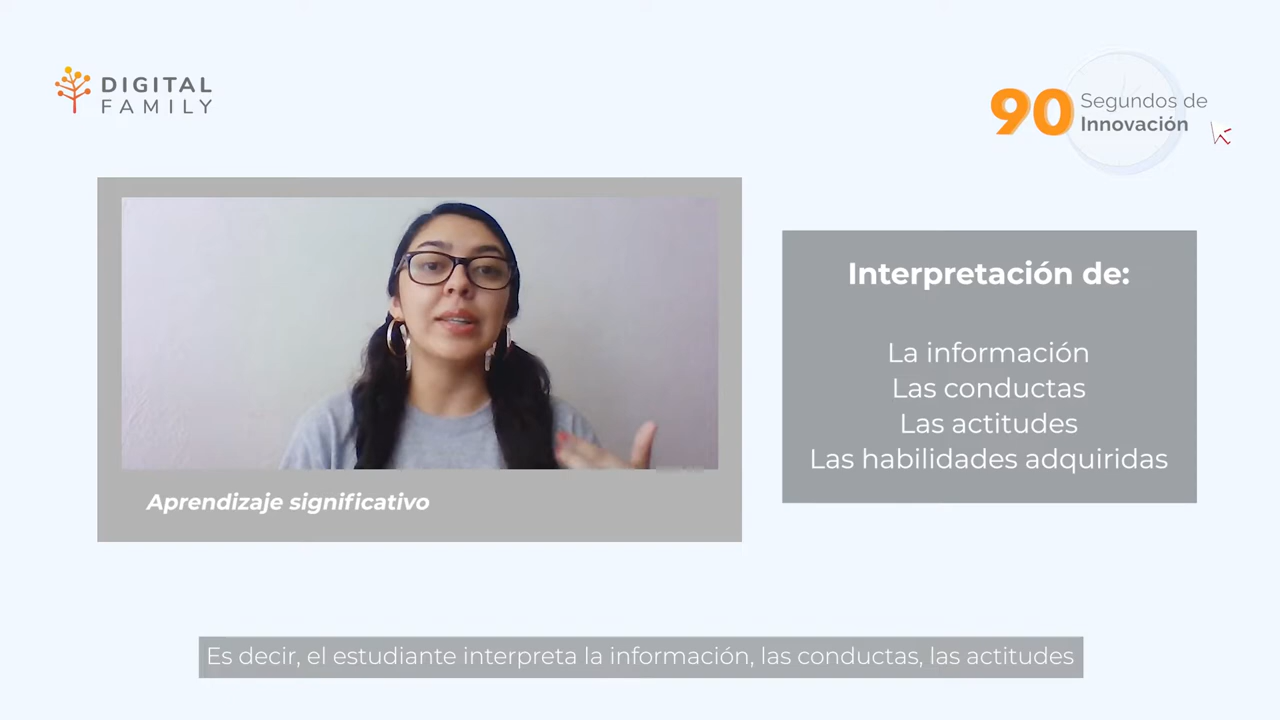 DIGITAL
FAMILY
90 Segundos de
Innovación
Interpretación de:
La información
Las conductas
Las actitudes
Las habilidades adquiridas
Aprendizaje significativo
Es decir, el estudiante interpreta la información, las conductas, las actitudes